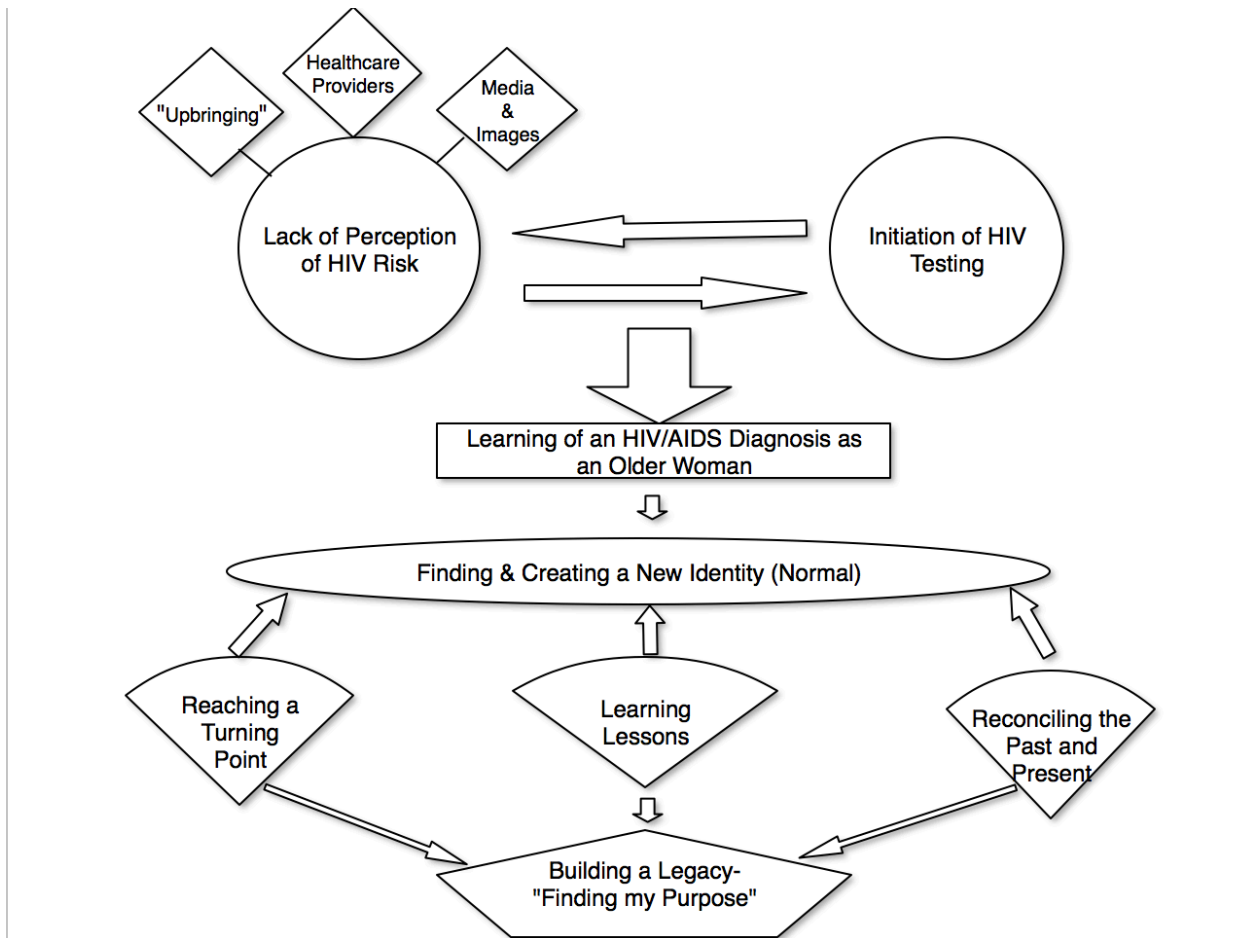 Healthcare
Providers
"Upbringing"
Media
&
Images
Lack of Perception
of HIV Risk
Initiation of HIV
Testing
Learning of an HIV/AIDS Diagnosis as
an Older Woman
Finding & Creating a New Identity (Normal)
Reaching a
Turning
Point
Learning
Lessons
Reconciling the
Past and
Present
Building a Legacy-
"Finding my Purpose"